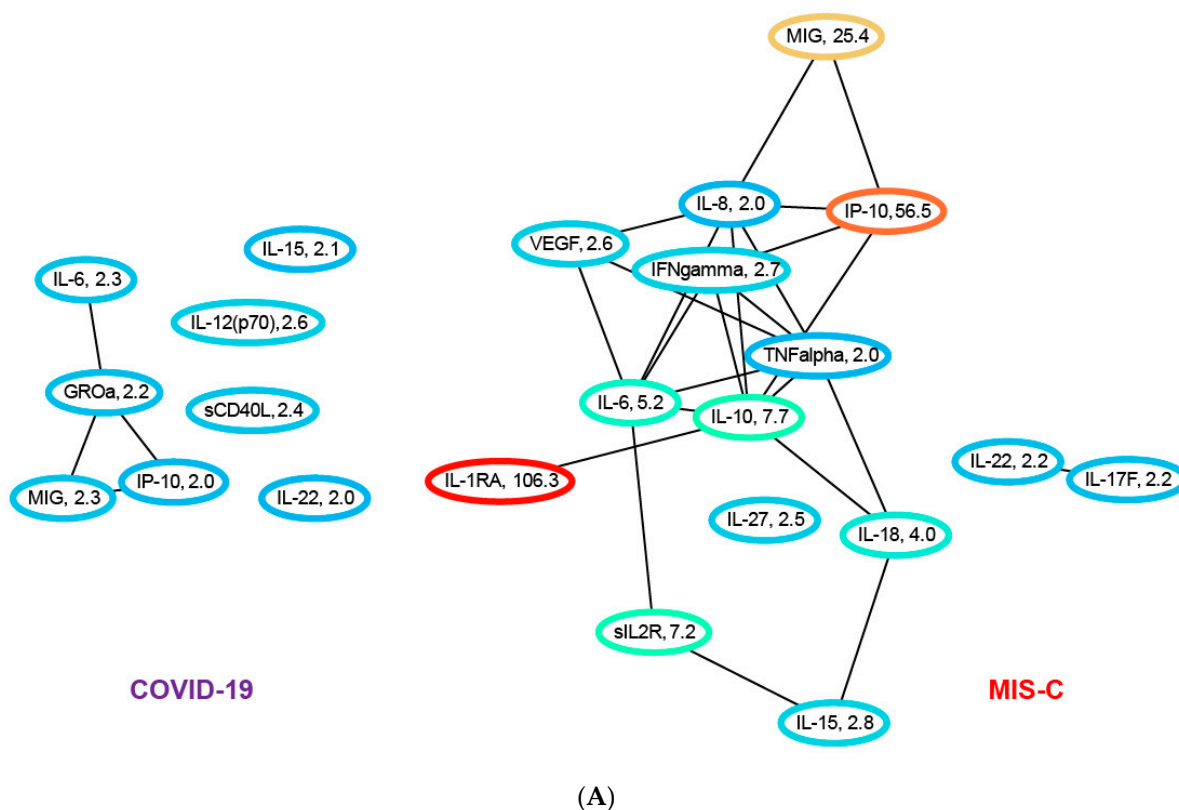 MIG, 25.4
IL-8, 2.0
IP-10, 56.5
VEGF, 2.6
IFNgamma, 2.7
IL-15, 2.1
IL-6, 2.3
IL-12(p70), 2.6
TNFalpha, 2.0
GROa, 2.2
sCD40L, 2.4
IL-6, 5.2
IL-10, 7.7
IL-22, 2.2
IL-17F, 2.2
MIG, 2.3
IP-10, 2.0
IL-22, 2.0
IL-1RA, 106.3
IL-27, 2.5
IL-18, 4.0
sIL2R, 7.2
COVID-19
MIS-C
IL-15, 2.8
(A)